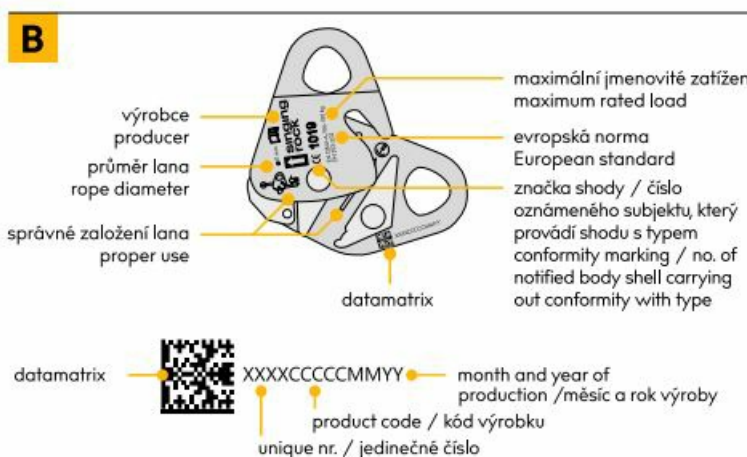 B
výrobce
producer
průměr lana
rope diameter
správné založení lana
proper use
singing
rock
CE 1019
maximální jmenovité zatížen
maximum rated load
evropská norma
European standard
značka shody / číslo
oznámeného subjektu, který
provádí shodu s typem
conformity marking / no. of
notified body shell carrying
out conformity with type
XXXXCCCCCMMYY
datamatrix
datamatrix
XXXXCCCCCMMYY
month and year of
production /měsíc a rok výroby
product code / kód výrobku
unique nr. / jedinečné číslo